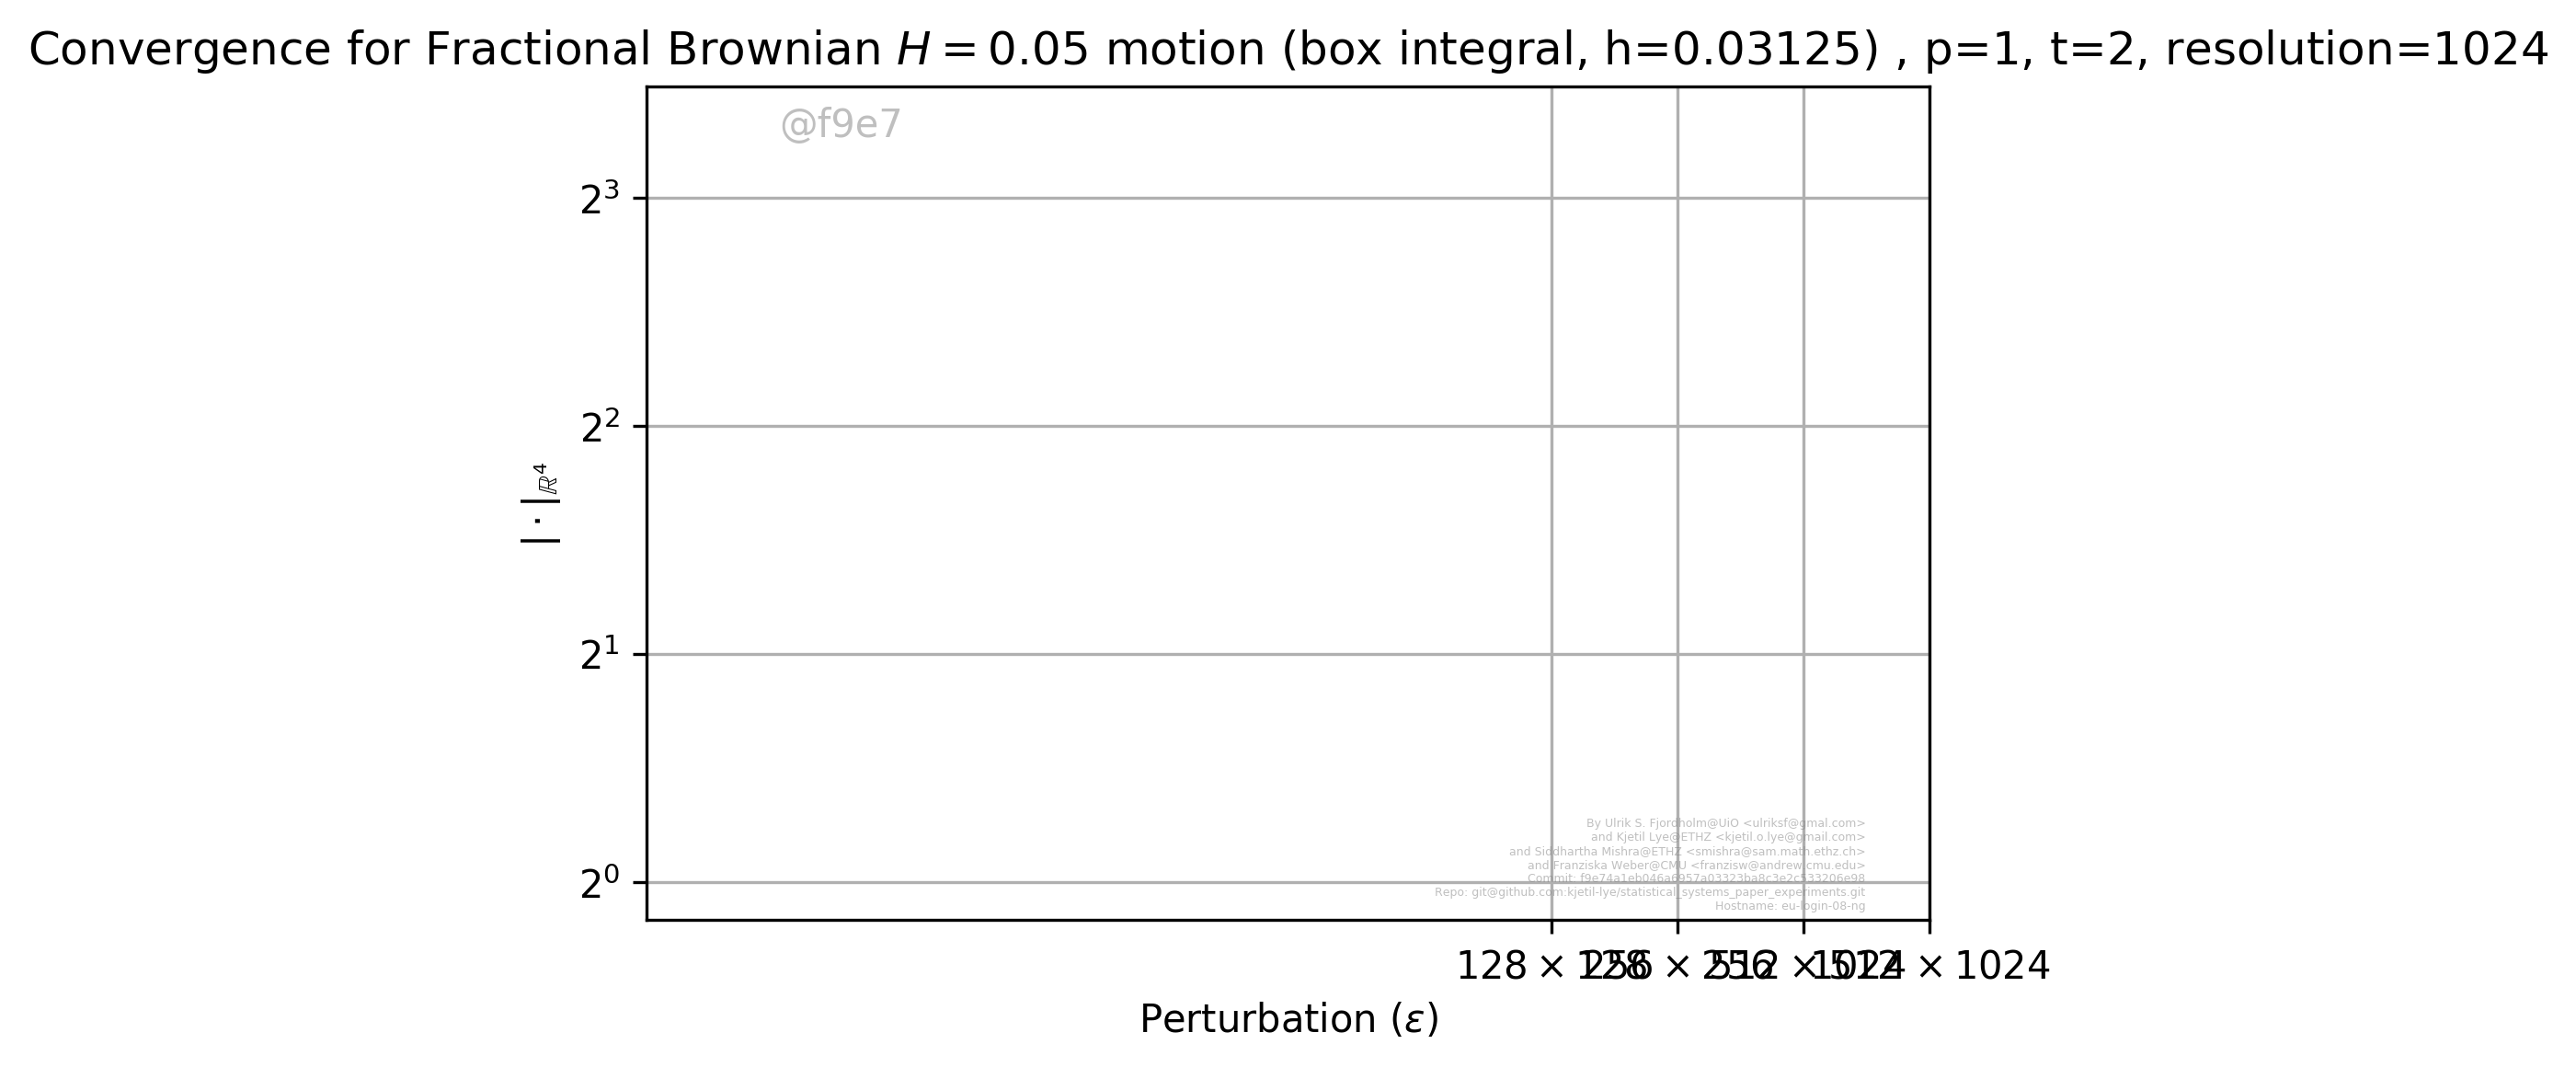 Convergence for Fractional Brownian H = 0.05 motion (box integral, h=0.03125) , p=1, t=2, resolution=1024
@f9e7
2³
2²
2¹
2⁰
|·|ℝ⁴
By Ulrik S. Fjordholm@UiO <ulriksf@gmal.com>
and Kjetil Lye@ETHZ <kjetil.o.lye@gmail.com>
and Siddhartha Mishra@ETHZ <smishra@sam.math.ethz.ch>
and Franziska Weber@CMU <franzisw@andrew.cmu.edu>
Repo: git@github.com:kjetil-lye/statistical_systems_paper_experiments.git
Hostname: eu-login-08-ng
128 × 128
256 × 256
512 × 512
1024 × 1024
Perturbation (ε)